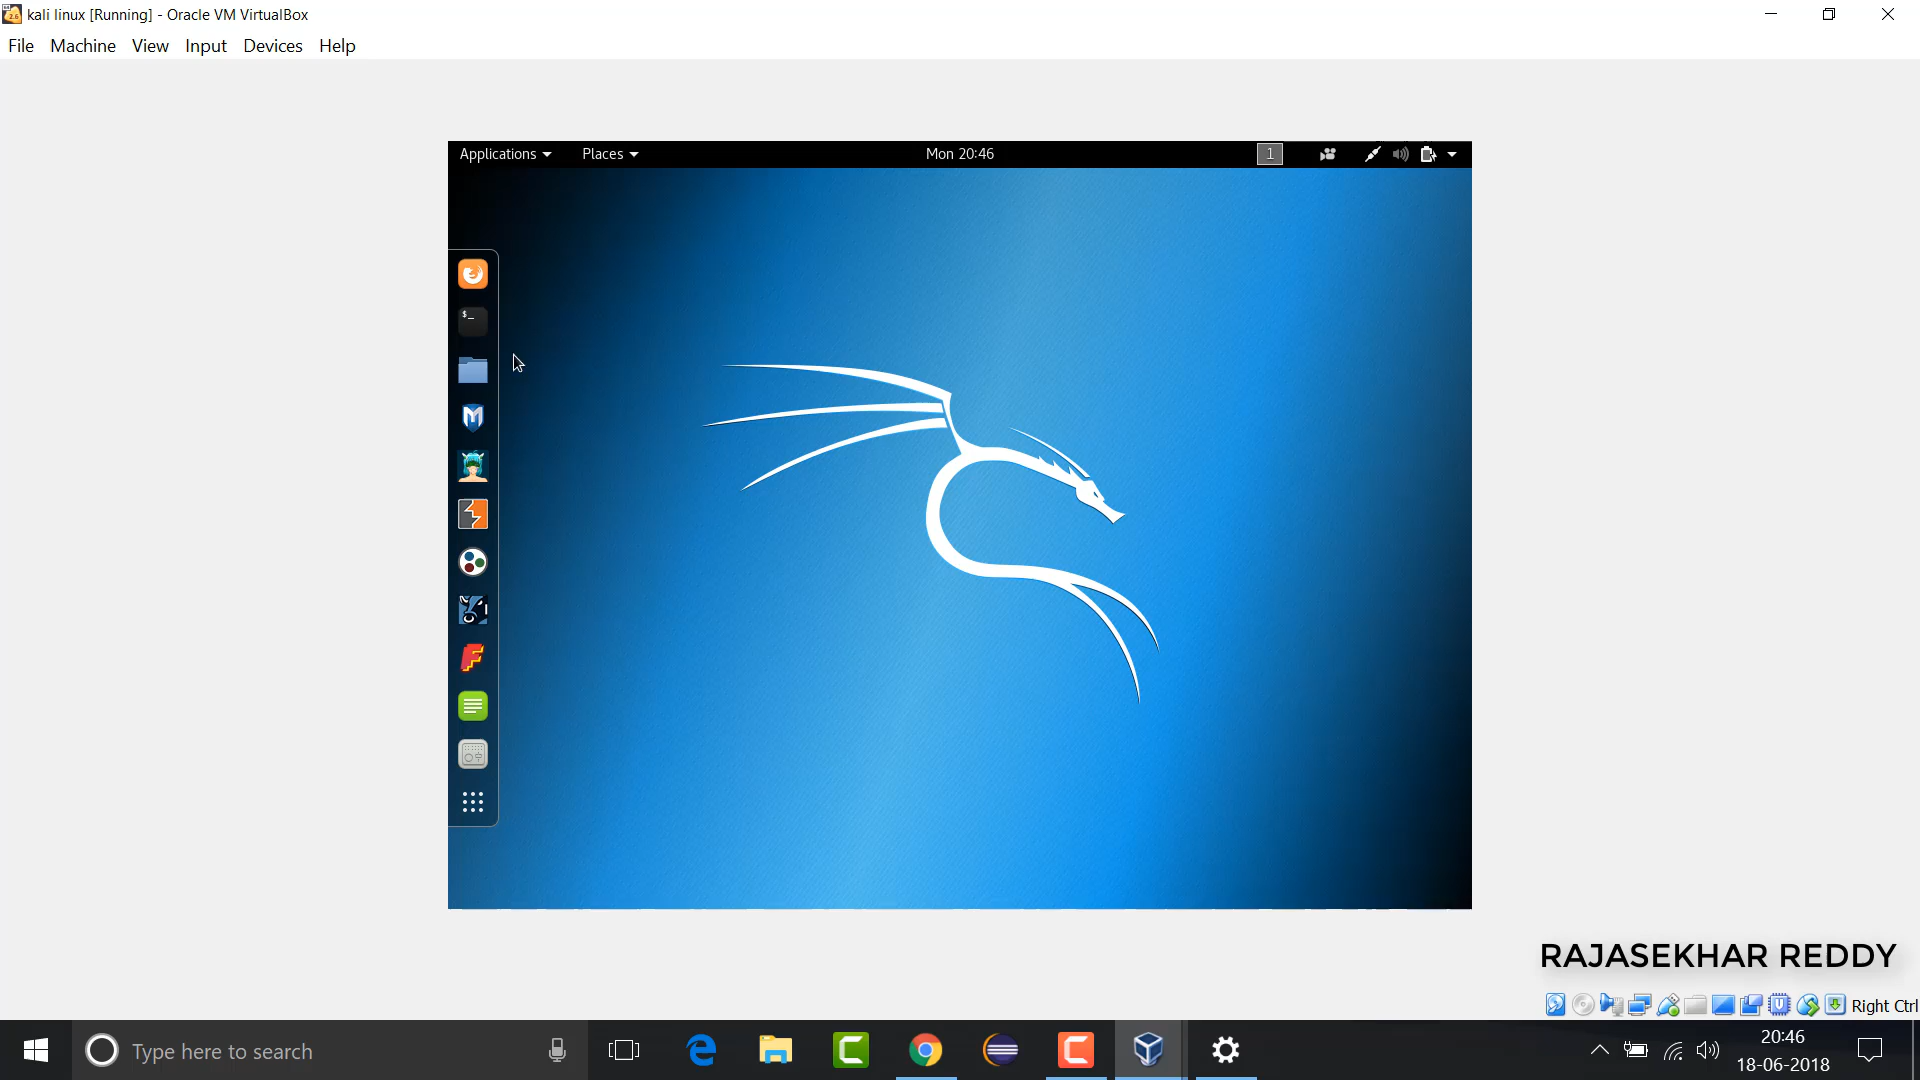 kali linux [Running] - Oracle VM VirtualBox
File Machine View Input Devices Help
Applications Places Mon 20:46 1
$_
RAJASEKHAR REDDY
Right Ctrl
Type here to search
20:46
18-06-2018